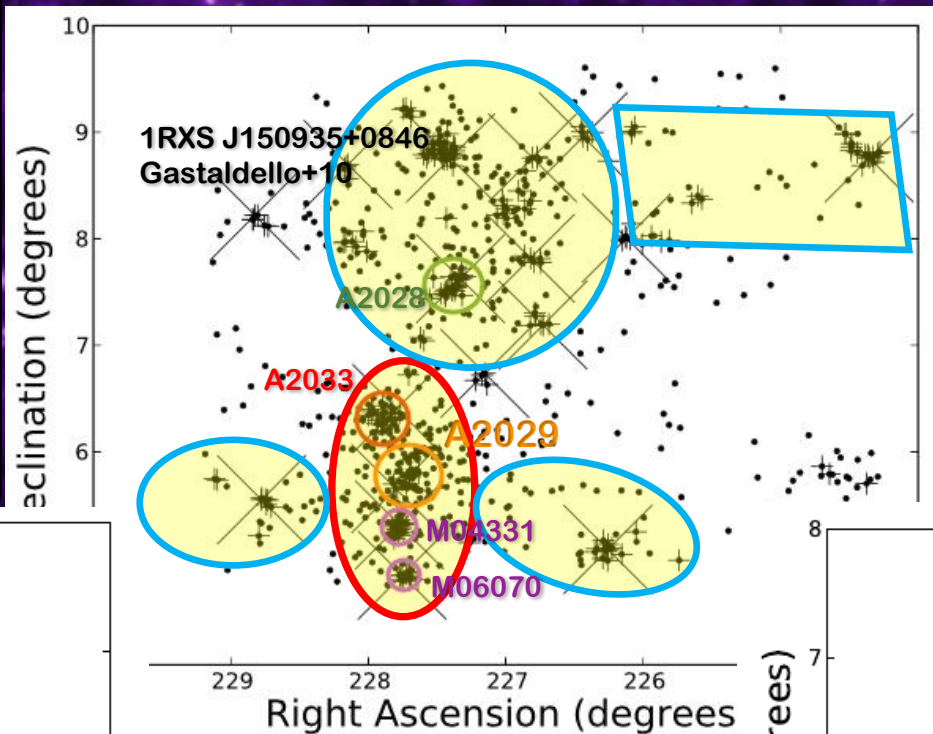 10
9
1RXS J150935+0846
Gastaldello+10
8
A2028
7
A2033
A2029
6
M04331
M06070
eclination (degrees)
229
228
227
226
Right Ascension (degrees
8
7
rees)